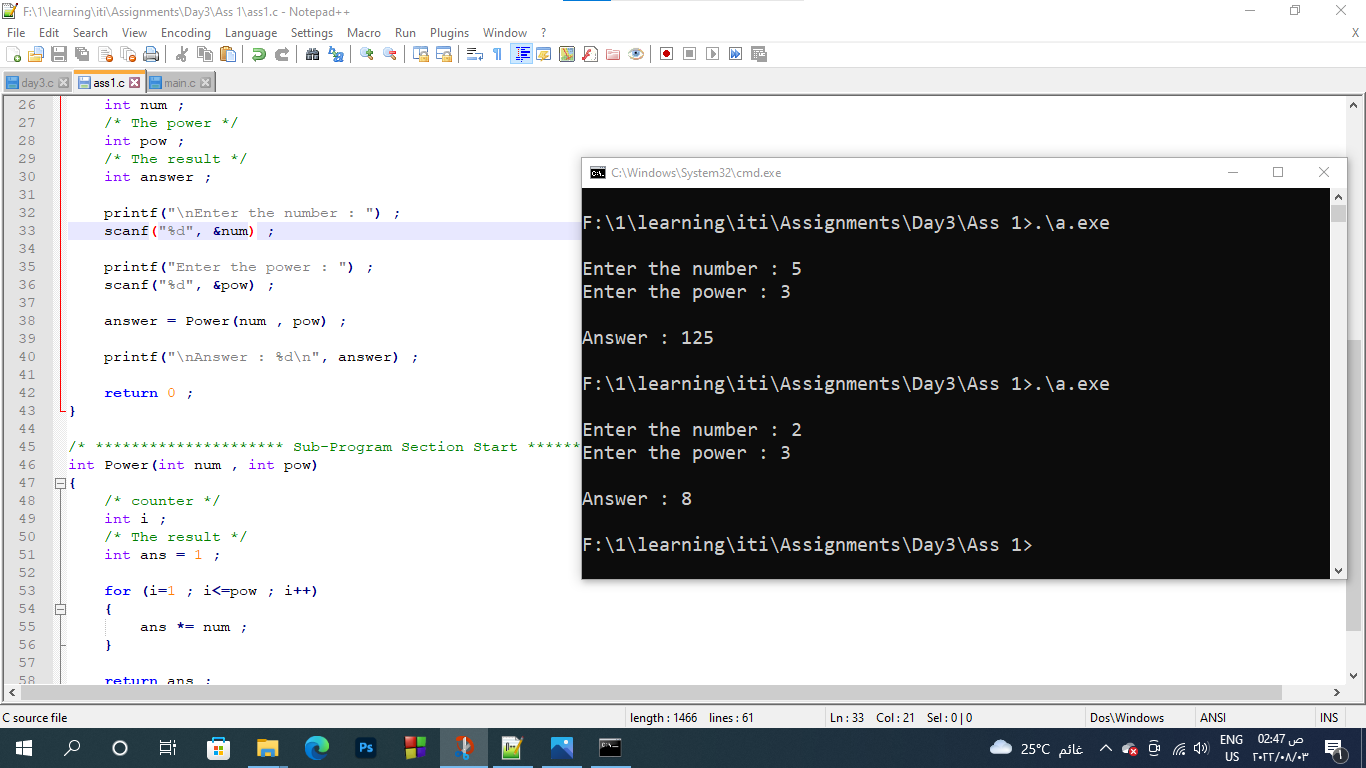 F:\1\learning\iti\Assignments\Day3\Ass 1\ass1.c - Notepad++
File Edit Search View Encoding Language Settings Macro Run Plugins Window ? X
day3.c ass1.c main.c
26 int num ;
27 /* The power */
28 int pow ;
29 /* The result */
30 int answer ;
31
32 printf("\nEnter the number : ") ;
33 scanf("%d", &num) ;
34
35 printf("Enter the power : ") ;
36 scanf("%d", &pow) ;
37
38 answer = Power(num , pow) ;
39
40 printf("\nAnswer : %d\n", answer) ;
41
42 return 0 ;
43 }
44
45 /* ********************* Sub-Program Section Start ******
46 int Power(int num , int pow)
47 {
48 /* counter */
49 int i ;
50 /* The result */
51 int ans = 1 ;
52
53 for (i=1 ; i<=pow ; i++)
54 {
55 ans *= num ;
56 }
57
58 return ans ;
C:\Windows\System32\cmd.exe
F:\1\learning\iti\Assignments\Day3\Ass 1>.\a.exe
Enter the number : 5
Enter the power : 3
Answer : 125
F:\1\learning\iti\Assignments\Day3\Ass 1>.\a.exe
Enter the number : 2
Enter the power : 3
Answer : 8
F:\1\learning\iti\Assignments\Day3\Ass 1>
C source file length : 1466 lines : 61 Ln : 33 Col : 21 Sel : 0 | 0 Dos\Windows ANSI INS
Ps
25°C غائم
ENG
US
02:47 ص
٢٠٢٢/٠٨/٠٣
1